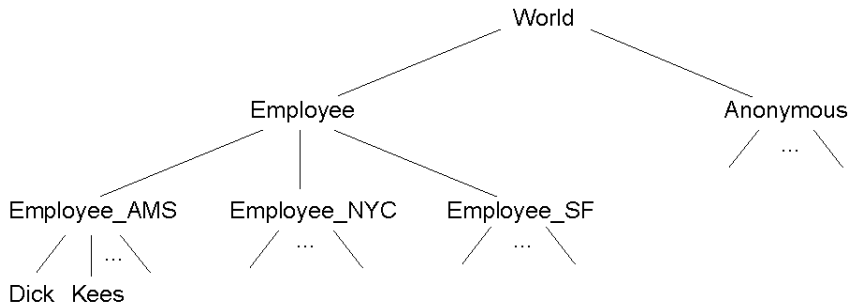 World
Employee
Anonymous
...
Employee_AMS
Employee_NYC
Employee_SF
...
...
...
Dick
Kees